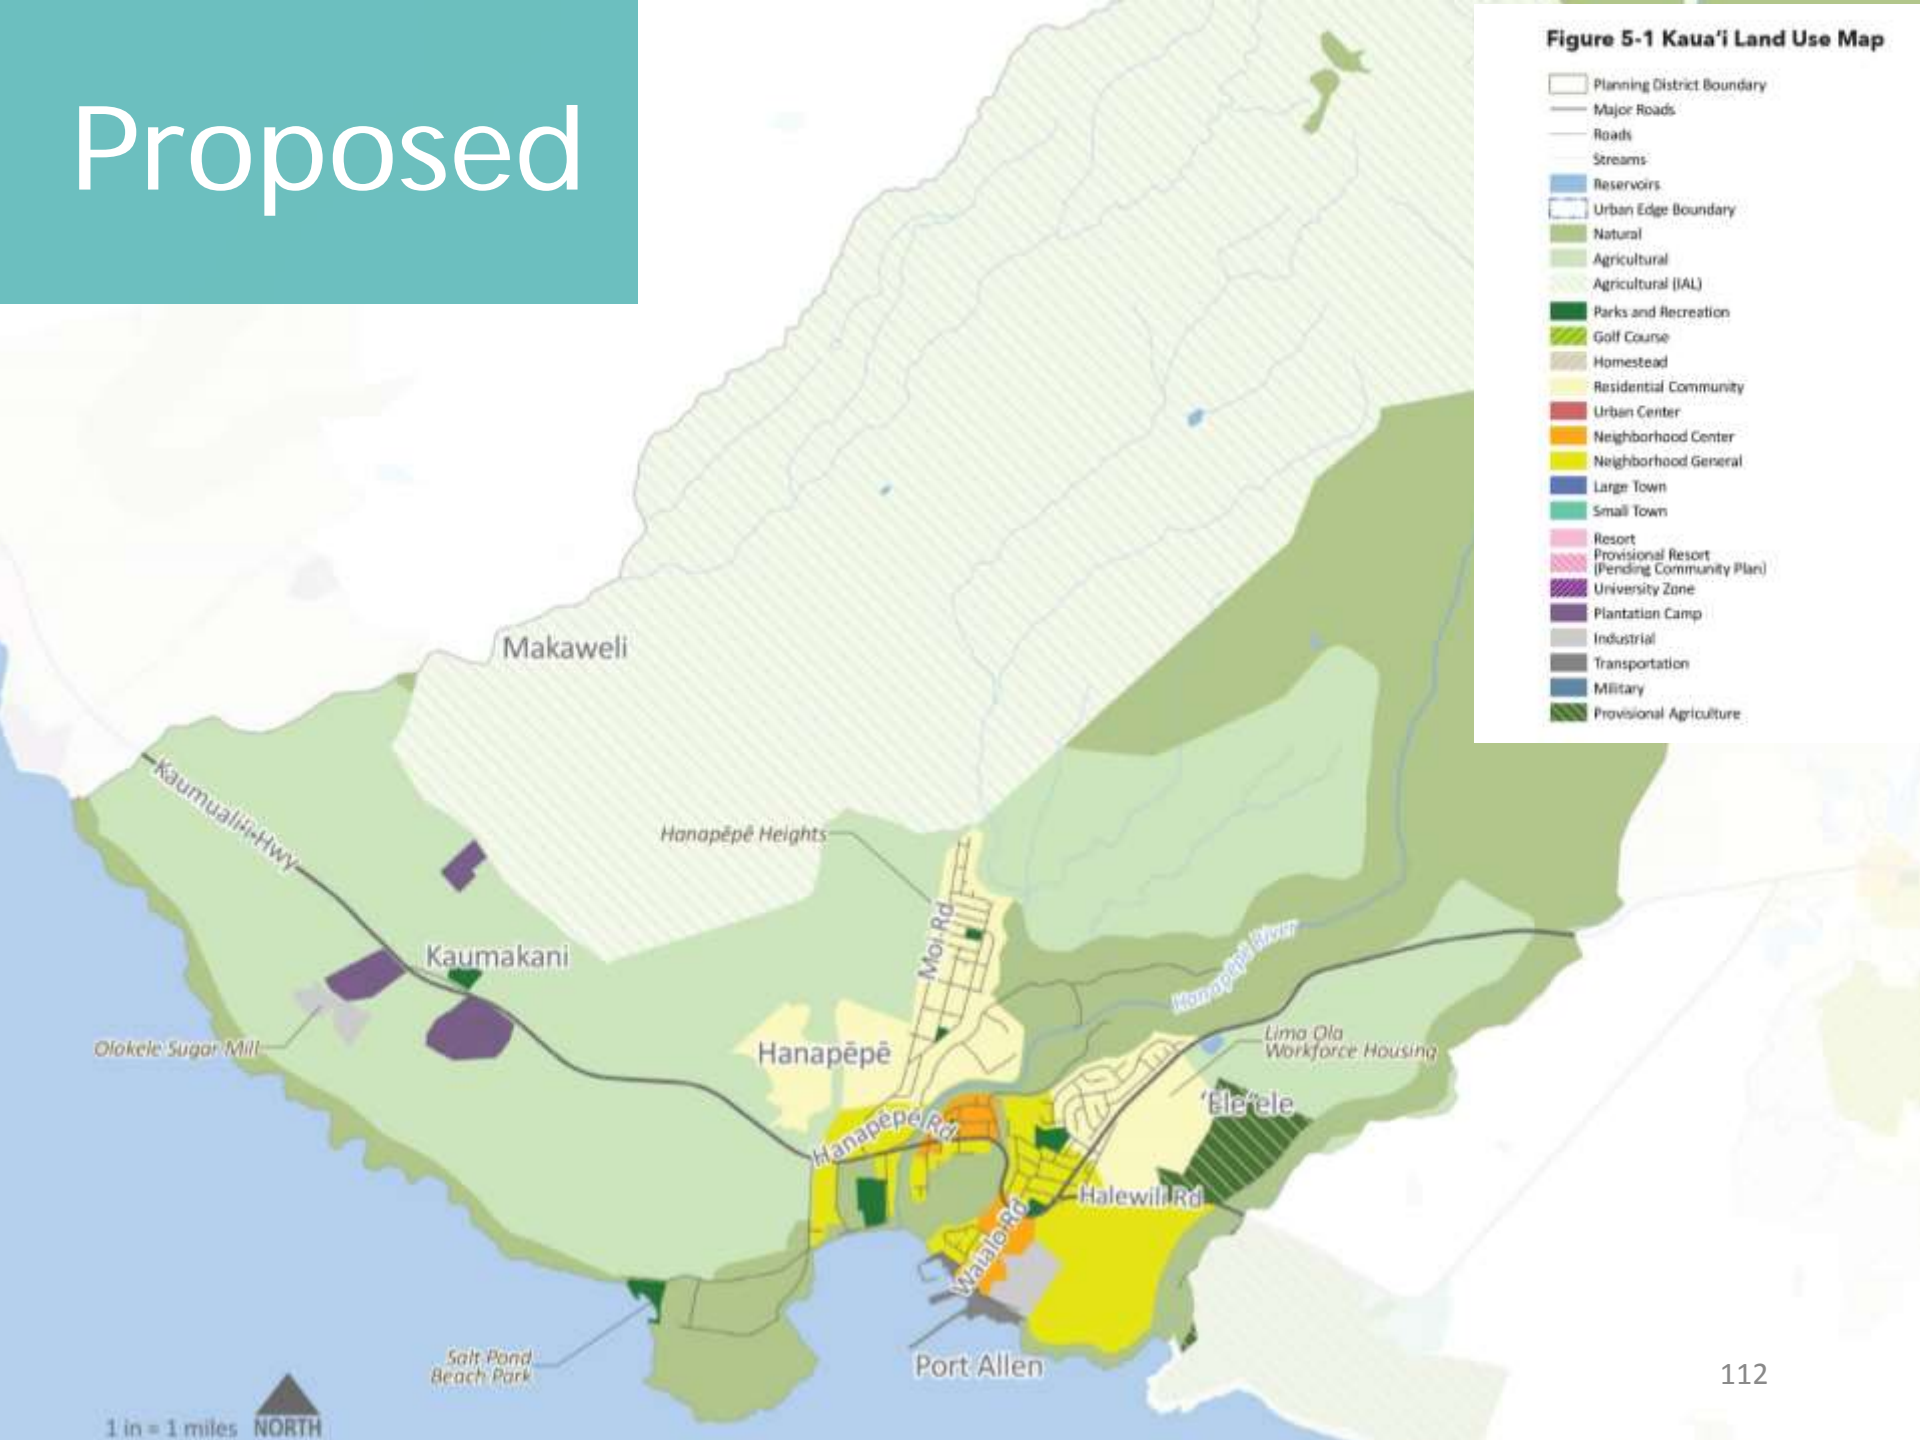 Proposed
Figure 5-1 Kaua‘i Land Use Map
Planning District Boundary
Major Roads
Roads
Streams
Reservoirs
Urban Edge Boundary
Natural
Agricultural
Agricultural (IAL)
Parks and Recreation
Golf Course
Homestead
Residential Community
Urban Center
Neighborhood Center
Neighborhood General
Large Town
Small Town
Resort
Provisional Resort
(Pending Community Plan)
University Zone
Plantation Camp
Industrial
Transportation
Military
Provisional Agriculture
Makaweli
Kaumuali‘i Hwy
Hanapēpē Heights
Moi Rd
Kaumakani
Hanapēpē River
Olokele Sugar Mill
Hanapēpē
Lima Ola
Workforce Housing
‘Ele‘ele
Hanapēpē Rd
Halewili Rd
Waialo Rd
Salt Pond
Beach Park
Port Allen
112
1 in = 1 miles
NORTH